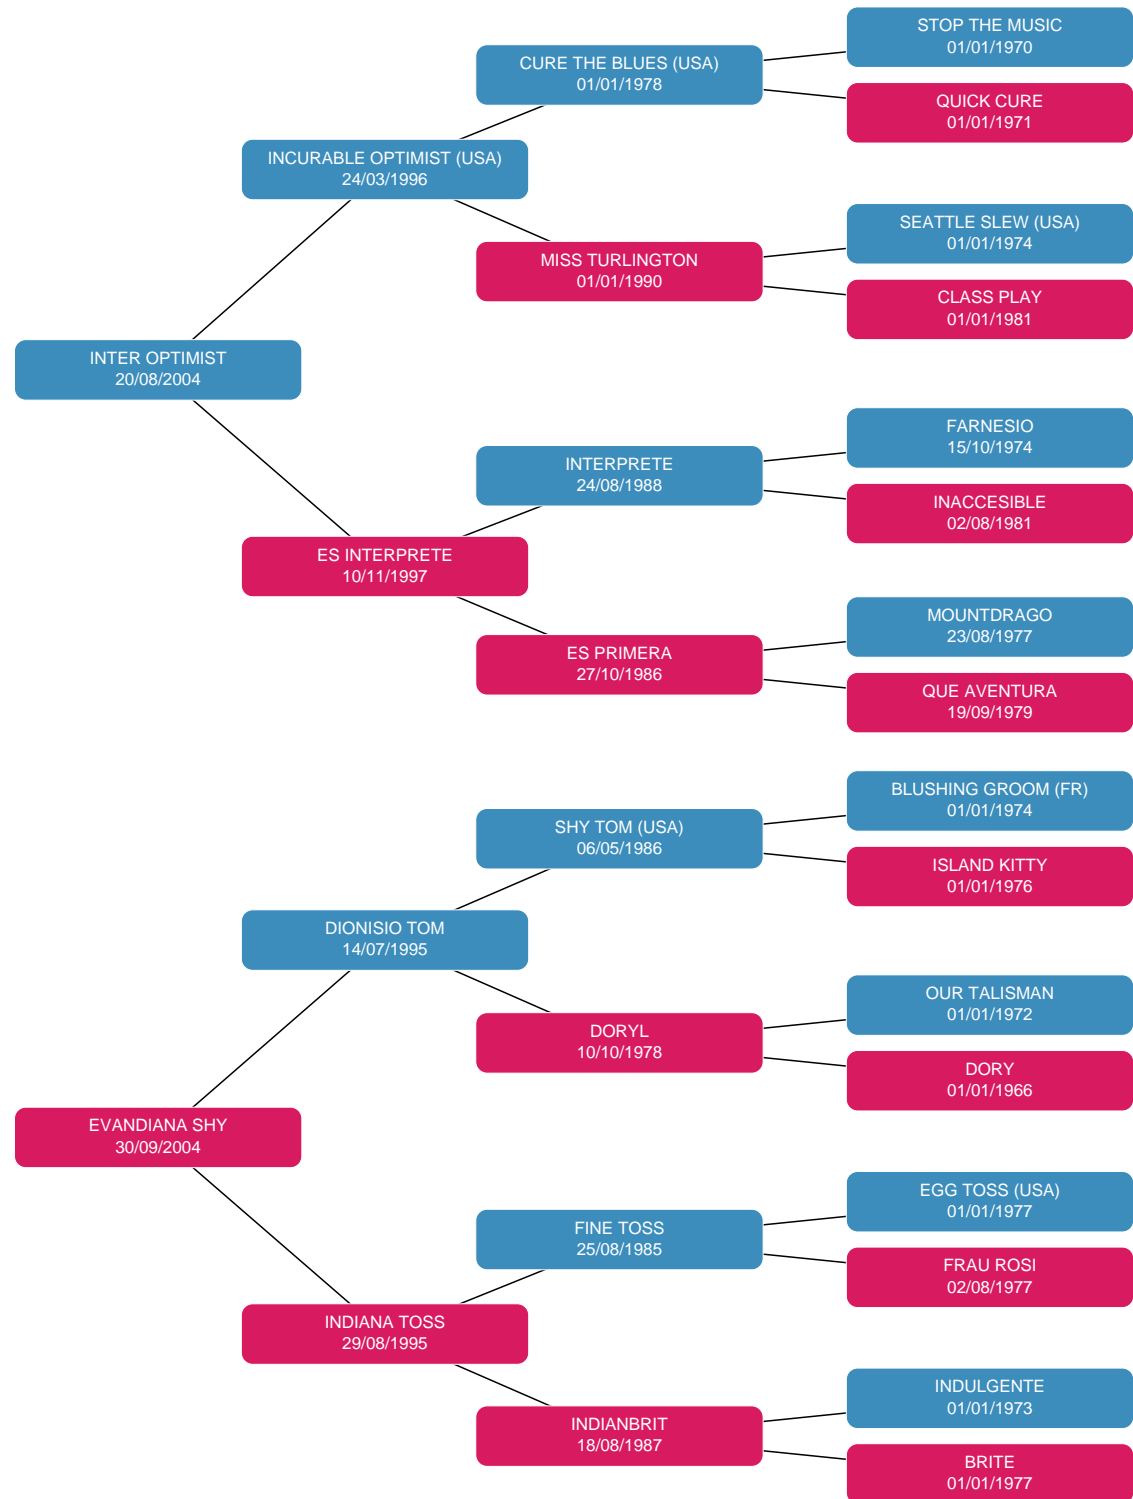 STOP THE MUSIC
01/01/1970
CURE THE BLUES (USA)
01/01/1978
QUICK CURE
01/01/1971
INCURABLE OPTIMIST (USA)
24/03/1996
SEATTLE SLEW (USA)
01/01/1974
MISS TURLINGTON
01/01/1990
CLASS PLAY
01/01/1981
INTER OPTIMIST
20/08/2004
FARNESIO
15/10/1974
INTERPRETE
24/08/1988
INACCESIBLE
02/08/1981
ES INTERPRETE
10/11/1997
MOUNTDRAGO
23/08/1977
ES PRIMERA
27/10/1986
QUE AVENTURA
19/09/1979
BLUSHING GROOM (FR)
01/01/1974
SHY TOM (USA)
06/05/1986
ISLAND KITTY
01/01/1976
DIONISIO TOM
14/07/1995
OUR TALISMAN
01/01/1972
DORYL
10/10/1978
DORY
01/01/1966
EVANDIANA SHY
30/09/2004
EGG TOSS (USA)
01/01/1977
FINE TOSS
25/08/1985
FRAU ROSI
02/08/1977
INDIANA TOSS
29/08/1995
INDULGENTE
01/01/1973
INDIANBRIT
18/08/1987
BRITE
01/01/1977